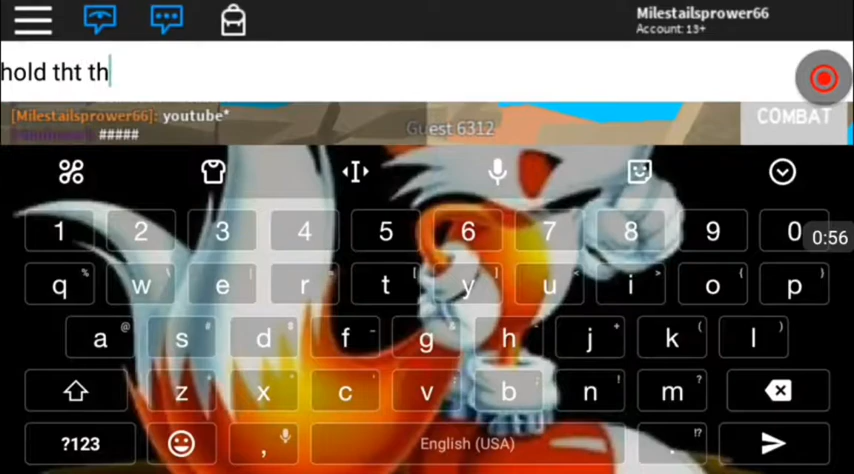 Milestailsprower66
Account: 13+
hold tht th
[Milestailsprower66]: youtube*
#####
Guest 6312
COMBAT
1 2 3 4 5 6 7 8 9 0
0:56
q w e r t y u i o p
a s d f g h j k l
z x c v b n m
?123 , English (USA) .